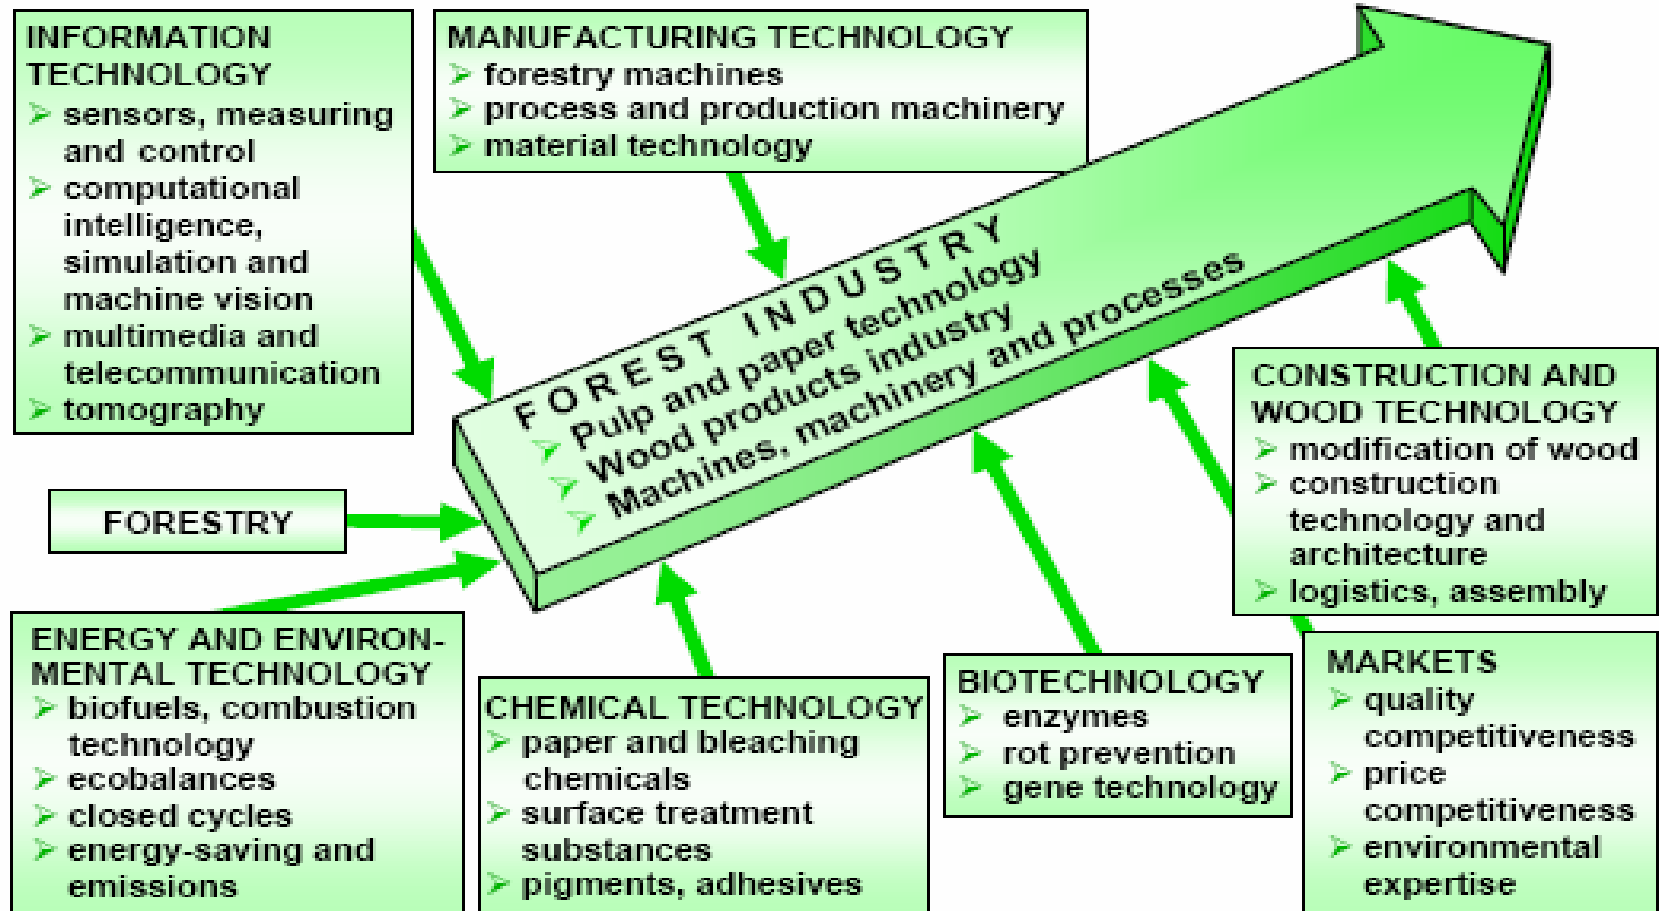 INFORMATION
TECHNOLOGY
sensors, measuring
and control
computational
intelligence,
simulation and
machine vision
multimedia and
telecommunication
tomography
MANUFACTURING TECHNOLOGY
forestry machines
process and production machinery
material technology
FOREST INDUSTRY
Pulp and paper technology
Wood products industry
Machines, machinery and processes
FORESTRY
ENERGY AND ENVIRON-
MENTAL TECHNOLOGY
biofuels, combustion
technology
ecobalances
closed cycles
energy-saving and
emissions
CHEMICAL TECHNOLOGY
paper and bleaching
chemicals
surface treatment
substances
pigments, adhesives
BIOTECHNOLOGY
enzymes
rot prevention
gene technology
CONSTRUCTION AND
WOOD TECHNOLOGY
modification of wood
construction
technology and
architecture
logistics, assembly
MARKETS
quality
competitiveness
price
competitiveness
environmental
expertise